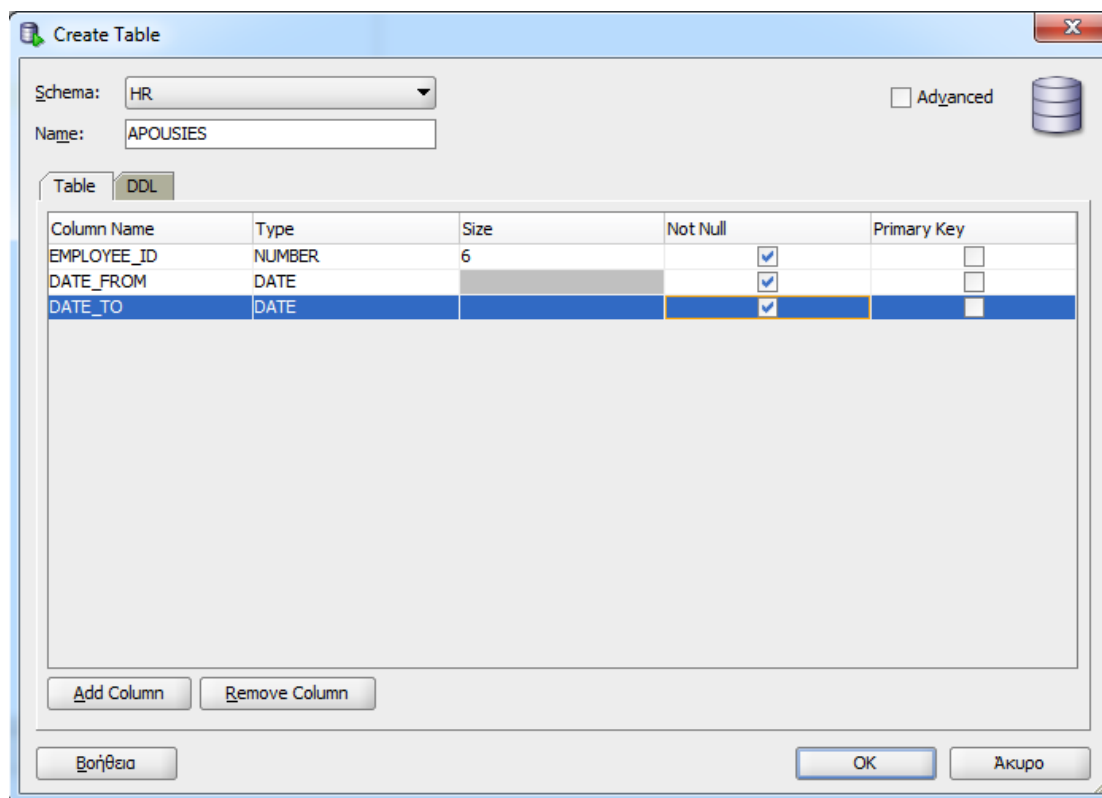 Create Table
Schema: HR
Advanced
Name: APOUSIES
Table DDL
Column Name Type Size Not Null Primary Key
EMPLOYEE_ID NUMBER 6
DATE_FROM DATE
DATE_TO DATE
Add Column Remove Column
Βοήθεια OK Άκυρο